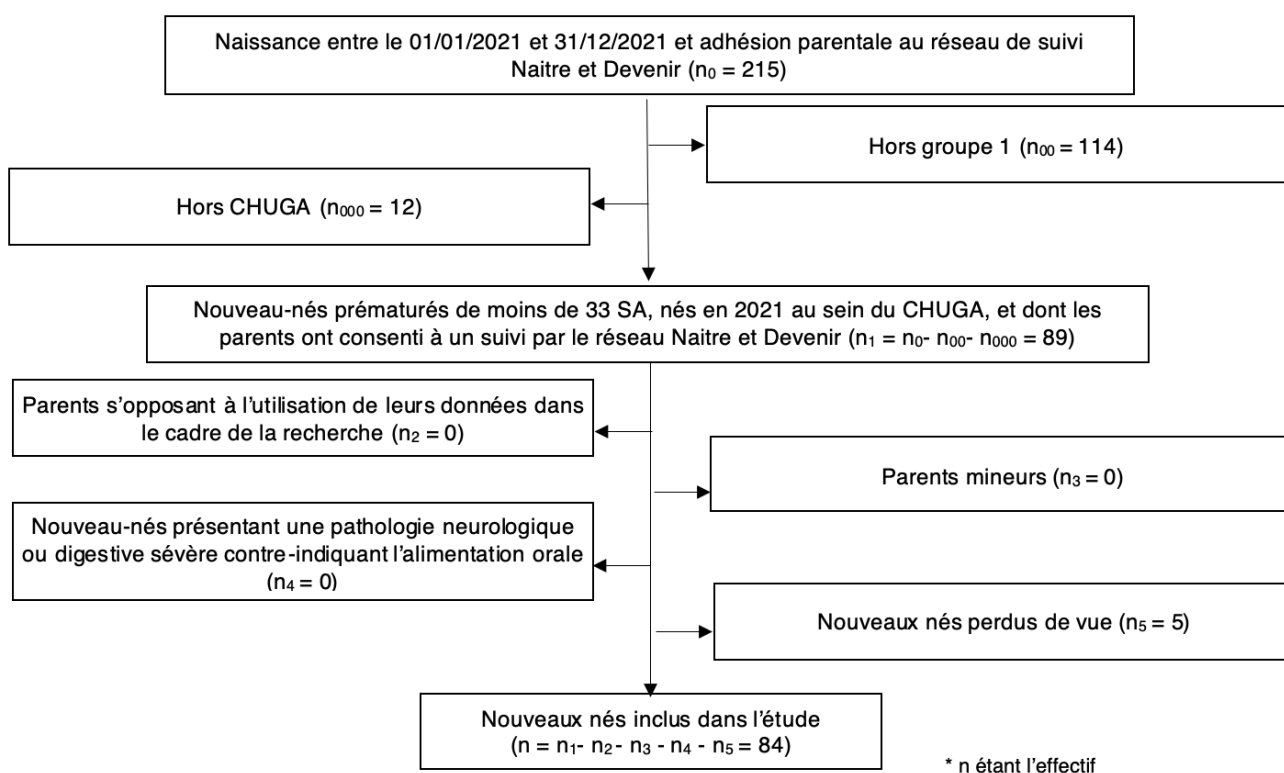 Naissance entre le 01/01/2021 et 31/12/2021 et adhésion parentale au réseau de suivi
Naitre et Devenir (n₀ = 215)
Hors groupe 1 (n₀₀ = 114)
Hors CHUGA (n₀₀₀ = 12)
Nouveau-nés prématurés de moins de 33 SA, nés en 2021 au sein du CHUGA, et dont les
parents ont consenti à un suivi par le réseau Naitre et Devenir (n₁ = n₀- n₀₀- n₀₀₀ = 89)
Parents s’opposant à l’utilisation de leurs données dans
le cadre de la recherche (n₂ = 0)
Parents mineurs (n₃ = 0)
Nouveau-nés présentant une pathologie neurologique
ou digestive sévère contre-indiquant l’alimentation orale
(n₄ = 0)
Nouveaux nés perdus de vue (n₅ = 5)
Nouveaux nés inclus dans l’étude
(n = n₁- n₂- n₃ - n₄ - n₅ = 84)
* n étant l’effectif